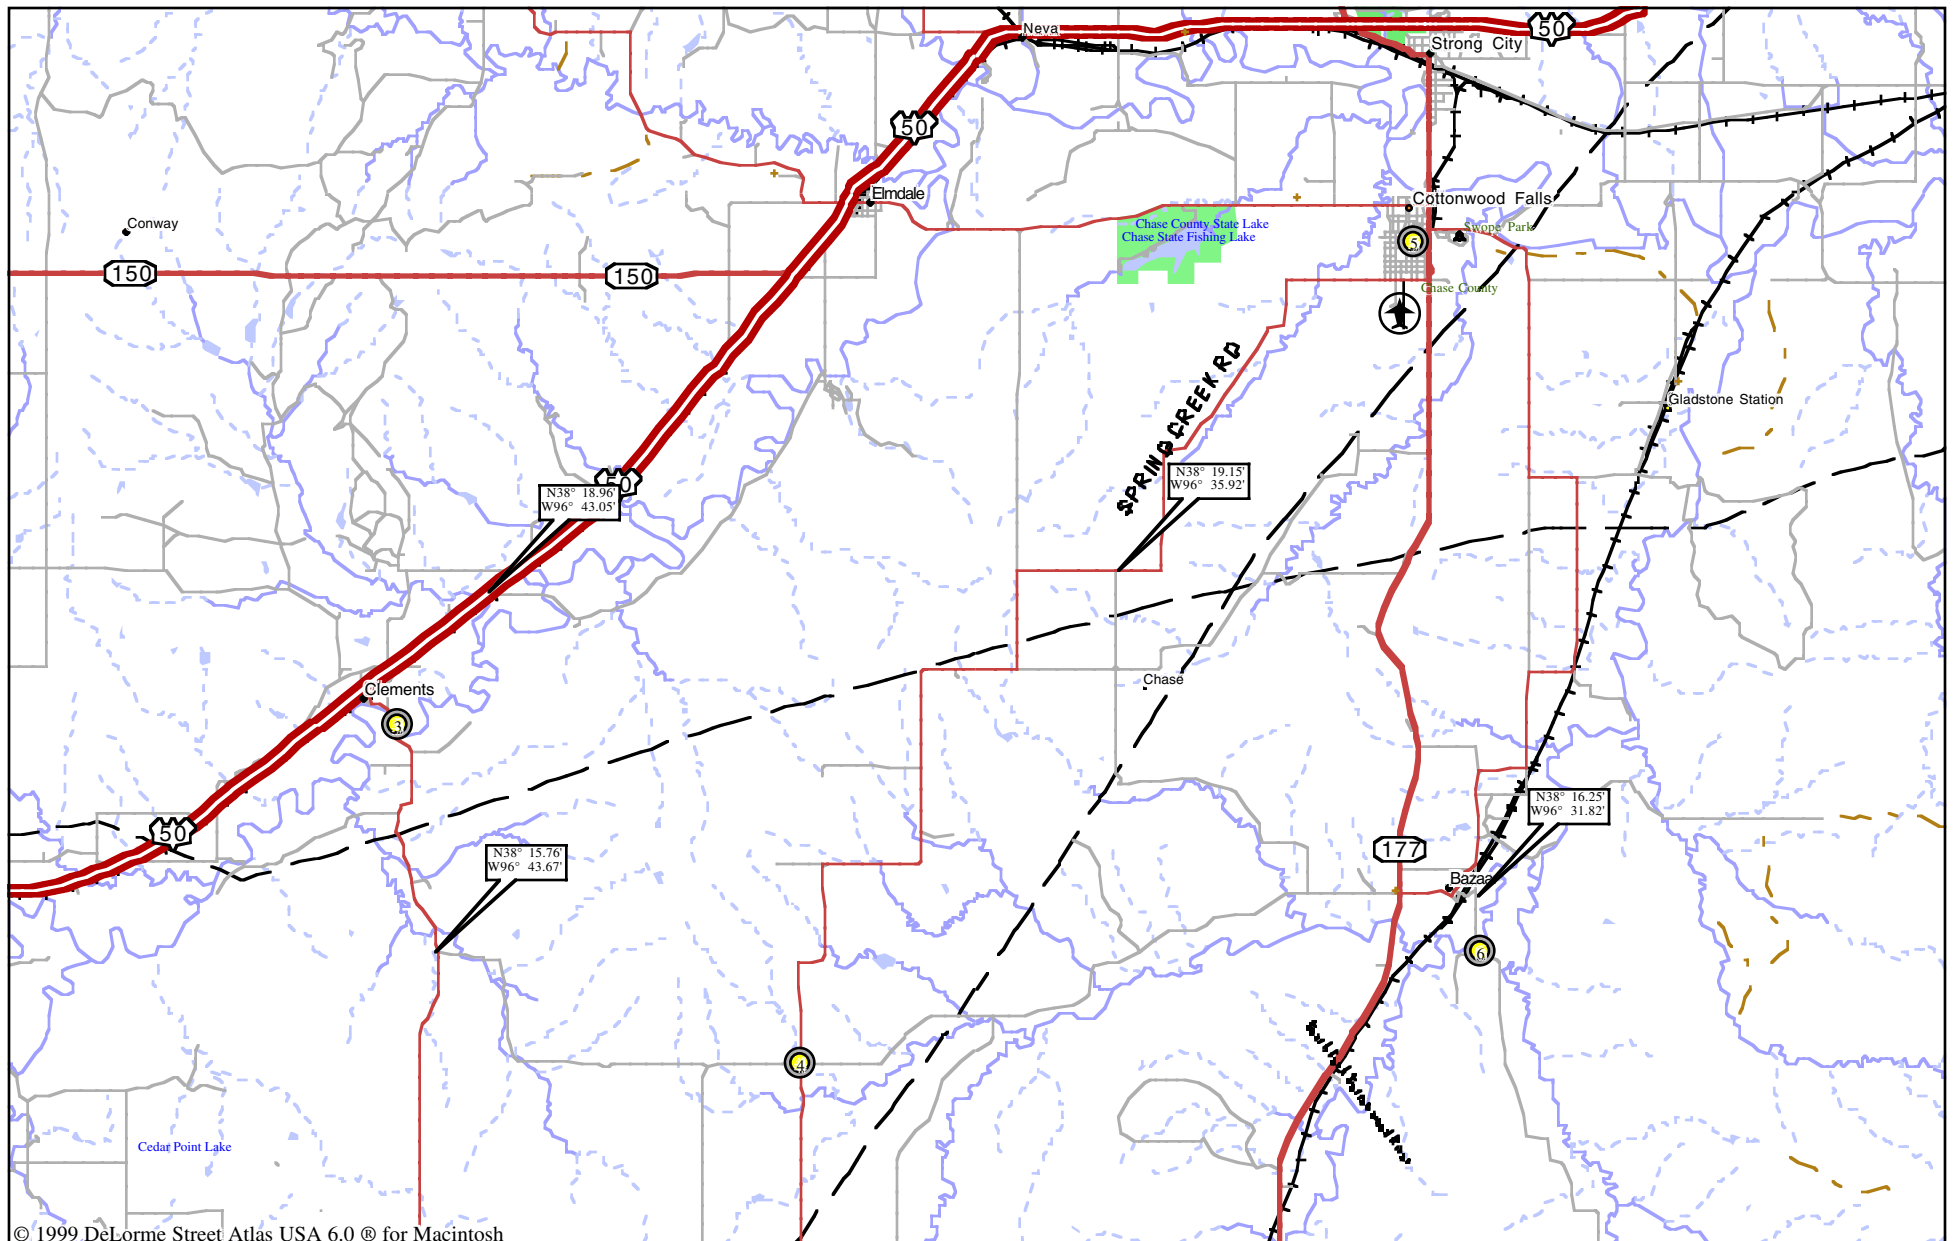 Neva
50
Strong City
50
Elmdale
Cottonwood Falls
Conway
Chase County State Lake
Chase State Fishing Lake
Swope Park
5
150
150
Chase County
SPRING CREEK RD
Gladstone Station
N38° 19.15'
W96° 35.92'
50
N38° 18.96'
W96° 43.05'
Chase
Clements
3
N38° 16.25'
W96° 31.82'
50
177
N38° 15.76'
W96° 43.67'
Bazaa
6
4
Cedar Point Lake
© 1999 DeLorme Street Atlas USA 6.0 ® for Macintosh